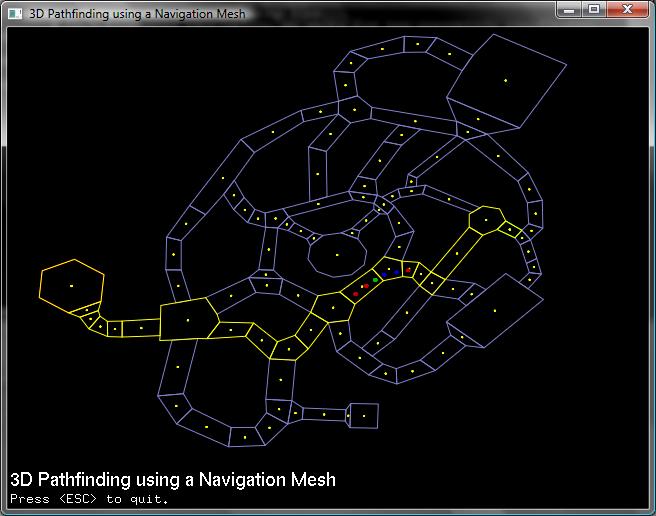 3D Pathfinding using a Navigation Mesh
3D Pathfinding using a Navigation Mesh
Press <ESC> to quit.